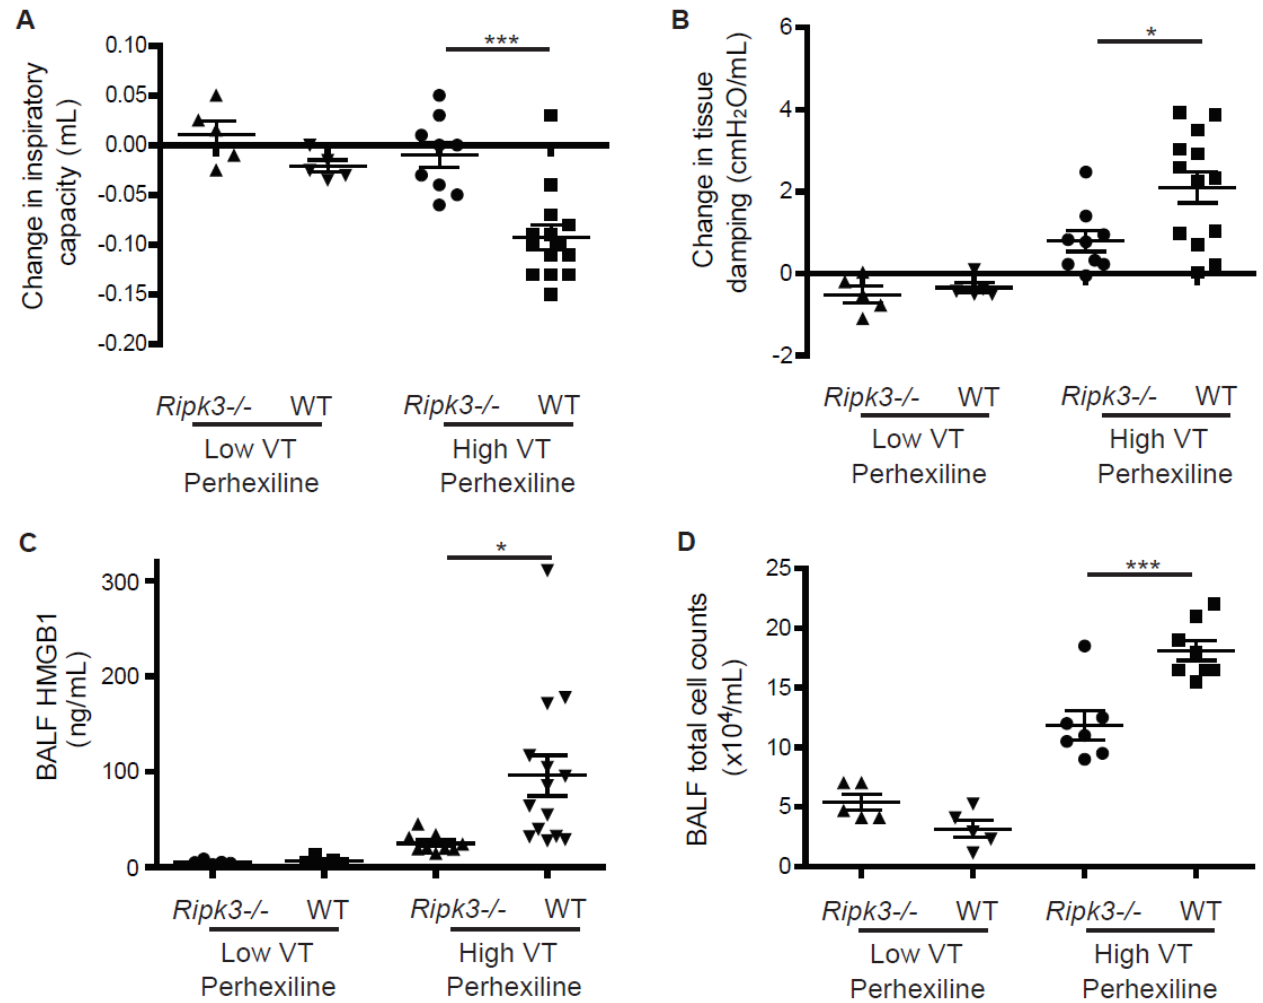 A
Change in inspiratory
capacity (mL)
0.10
0.05
0.00
-0.05
-0.10
-0.15
-0.20
***
Ripk3-/- WT Ripk3-/- WT
Low VT High VT
Perhexiline Perhexiline
B
Change in tissue
damping (cmH₂O/mL)
6
4
2
0
-2
*
Ripk3-/- WT Ripk3-/- WT
Low VT High VT
Perhexiline Perhexiline
C
BALF HMGB1
(ng/mL)
300
200
100
0
*
Ripk3-/- WT Ripk3-/- WT
Low VT High VT
Perhexiline Perhexiline
D
BALF total cell counts
(x10⁴/mL)
25
20
15
10
5
0
***
Ripk3-/- WT Ripk3-/- WT
Low VT High VT
Perhexiline Perhexiline